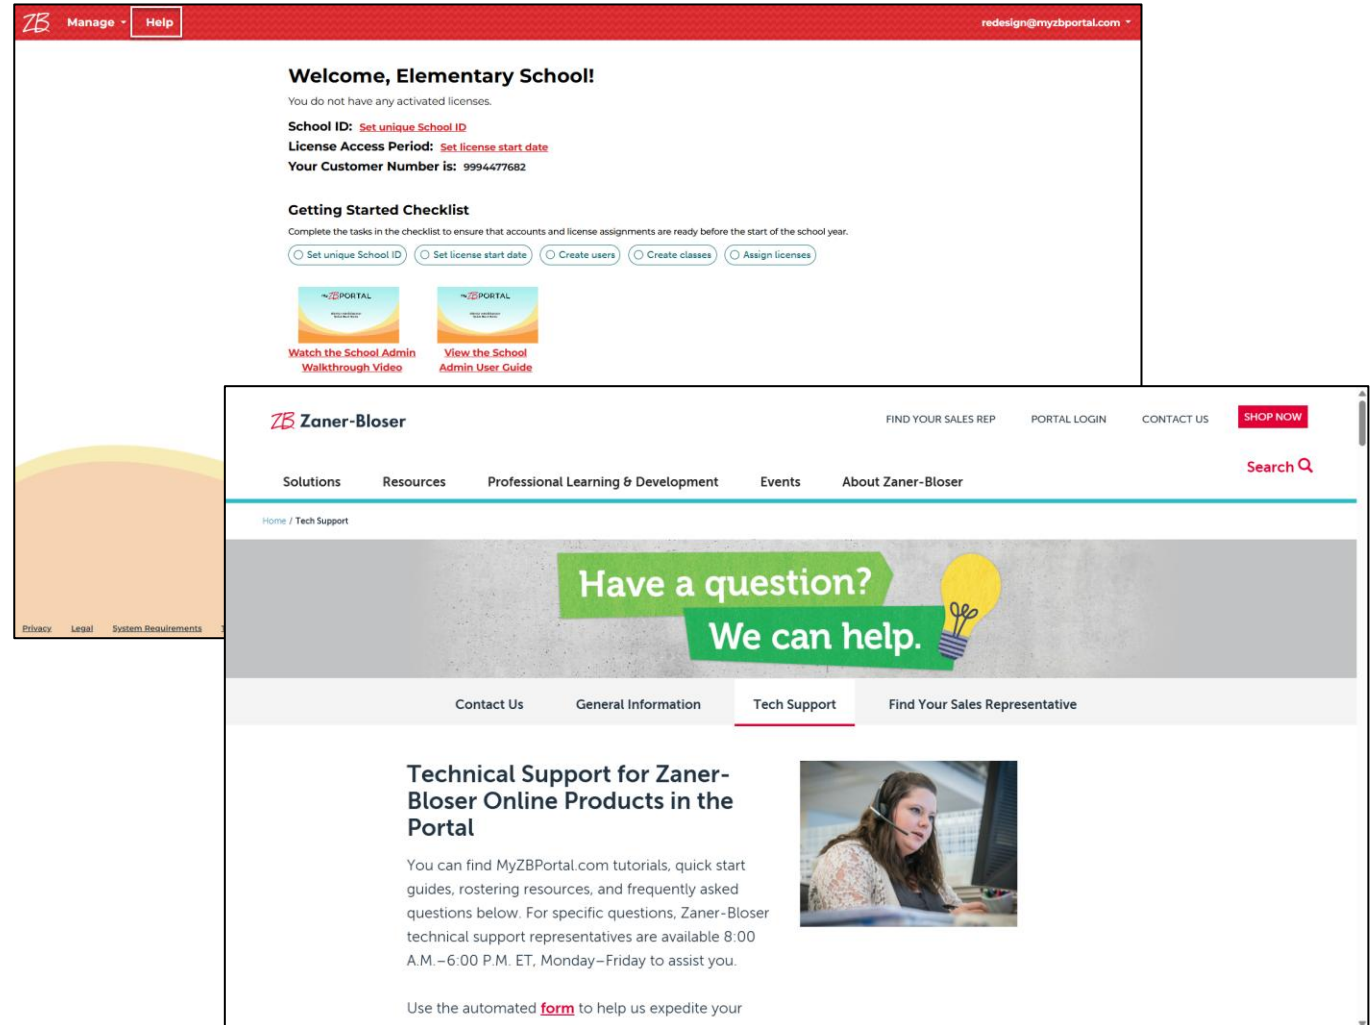 ZB Manage Help redesign@myzbportal.com
Welcome, Elementary School!
You do not have any activated licenses.
School ID: Set unique School ID
License Access Period: Set license start date
Your Customer Number is: 9994477682
Getting Started Checklist
Complete the tasks in the checklist to ensure that accounts and license assignments are ready before the start of the school year.
Set unique School ID Set license start date Create users Create classes Assign licenses
myZBPORTAL myZBPORTAL
Watch the School Admin
Walkthrough Video
View the School
Admin User Guide
Privacy Legal System Requirements
ZB Zaner-Bloser FIND YOUR SALES REP PORTAL LOGIN CONTACT US SHOP NOW
Search
Solutions Resources Professional Learning & Development Events About Zaner-Bloser
Home / Tech Support
Have a question?
We can help.
Contact Us General Information Tech Support Find Your Sales Representative
Technical Support for Zaner-
Bloser Online Products in the
Portal
You can find MyZBPortal.com tutorials, quick start
guides, rostering resources, and frequently asked
questions below. For specific questions, Zaner-Bloser
technical support representatives are available 8:00
A.M.–6:00 P.M. ET, Monday–Friday to assist you.
Use the automated form to help us expedite your